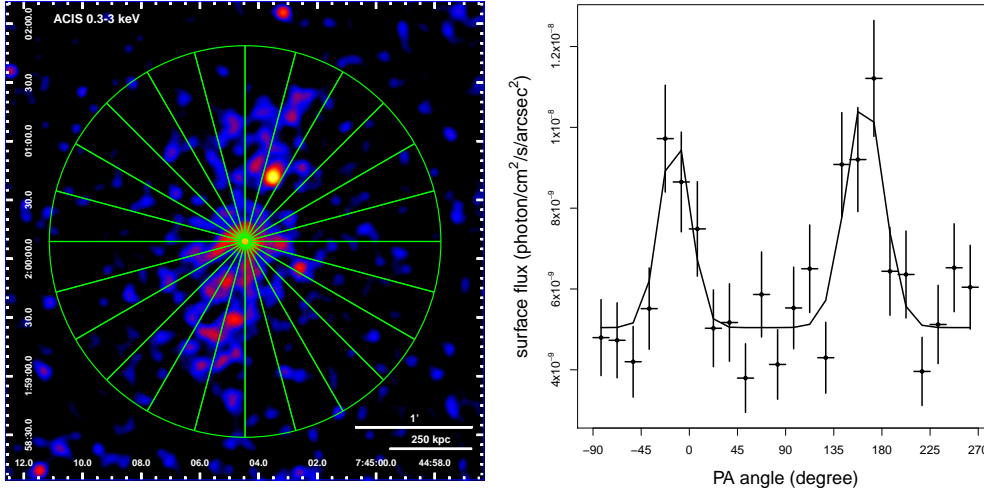 ACIS 0.3-3 keV
02:00.0
30.0
01:00.0
30.0
2:00:00.0
30.0
1:59:00.0
58:30.0
1'
250 kpc
12.0 10.0 08.0 06.0 04.0 02.0 7:45:00.0 44:58.0
surface flux (photon/cm²/s/arcsec²)
1.2x10⁻⁸
1x10⁻⁸
8x10⁻⁹
6x10⁻⁹
4x10⁻⁹
−90 −45 0 45 90 135 180 225 270
PA angle (degree)